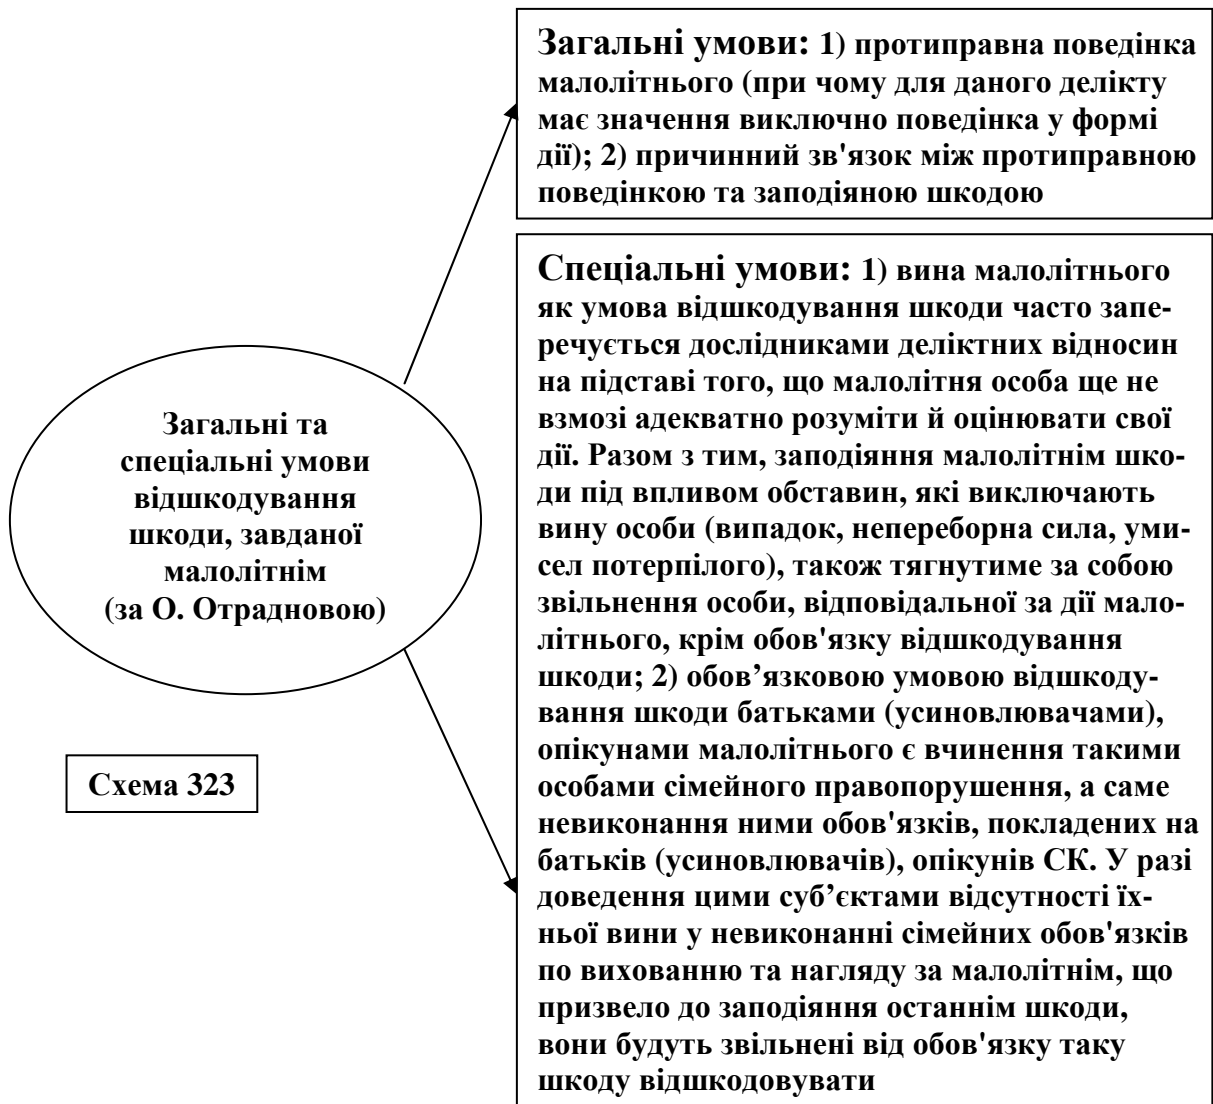 Загальні умови: 1) протиправна поведінка
малолітнього (при чому для даного делікту
має значення виключно поведінка у формі
дії); 2) причинний зв'язок між протиправною
поведінкою та заподіяною шкодою
Загальні та
спеціальні умови
відшкодування
шкоди, завданої
малолітнім
(за О. Отрадновою)
Схема 323
Спеціальні умови: 1) вина малолітнього
як умова відшкодування шкоди часто запе-
речується дослідниками деліктних відносин
на підставі того, що малолітня особа ще не
взмозі адекватно розуміти й оцінювати свої
дії. Разом з тим, заподіяння малолітнім шко-
ди під впливом обставин, які виключають
вину особи (випадок, непереборна сила, уми-
сел потерпілого), також тягнутиме за собою
звільнення особи, відповідальної за дії мало-
літнього, крім обов'язку відшкодування
шкоди; 2) обов’язковою умовою відшкоду-
вання шкоди батьками (усиновлювачами),
опікунами малолітнього є вчинення такими
особами сімейного правопорушення, а саме
невиконання ними обов'язків, покладених на
батьків (усиновлювачів), опікунів СК. У разі
доведення цими суб’єктами відсутності їх-
ньої вини у невиконанні сімейних обов'язків
по вихованню та нагляду за малолітнім, що
призвело до заподіяння останнім шкоди,
вони будуть звільнені від обов'язку таку
шкоду відшкодовувати